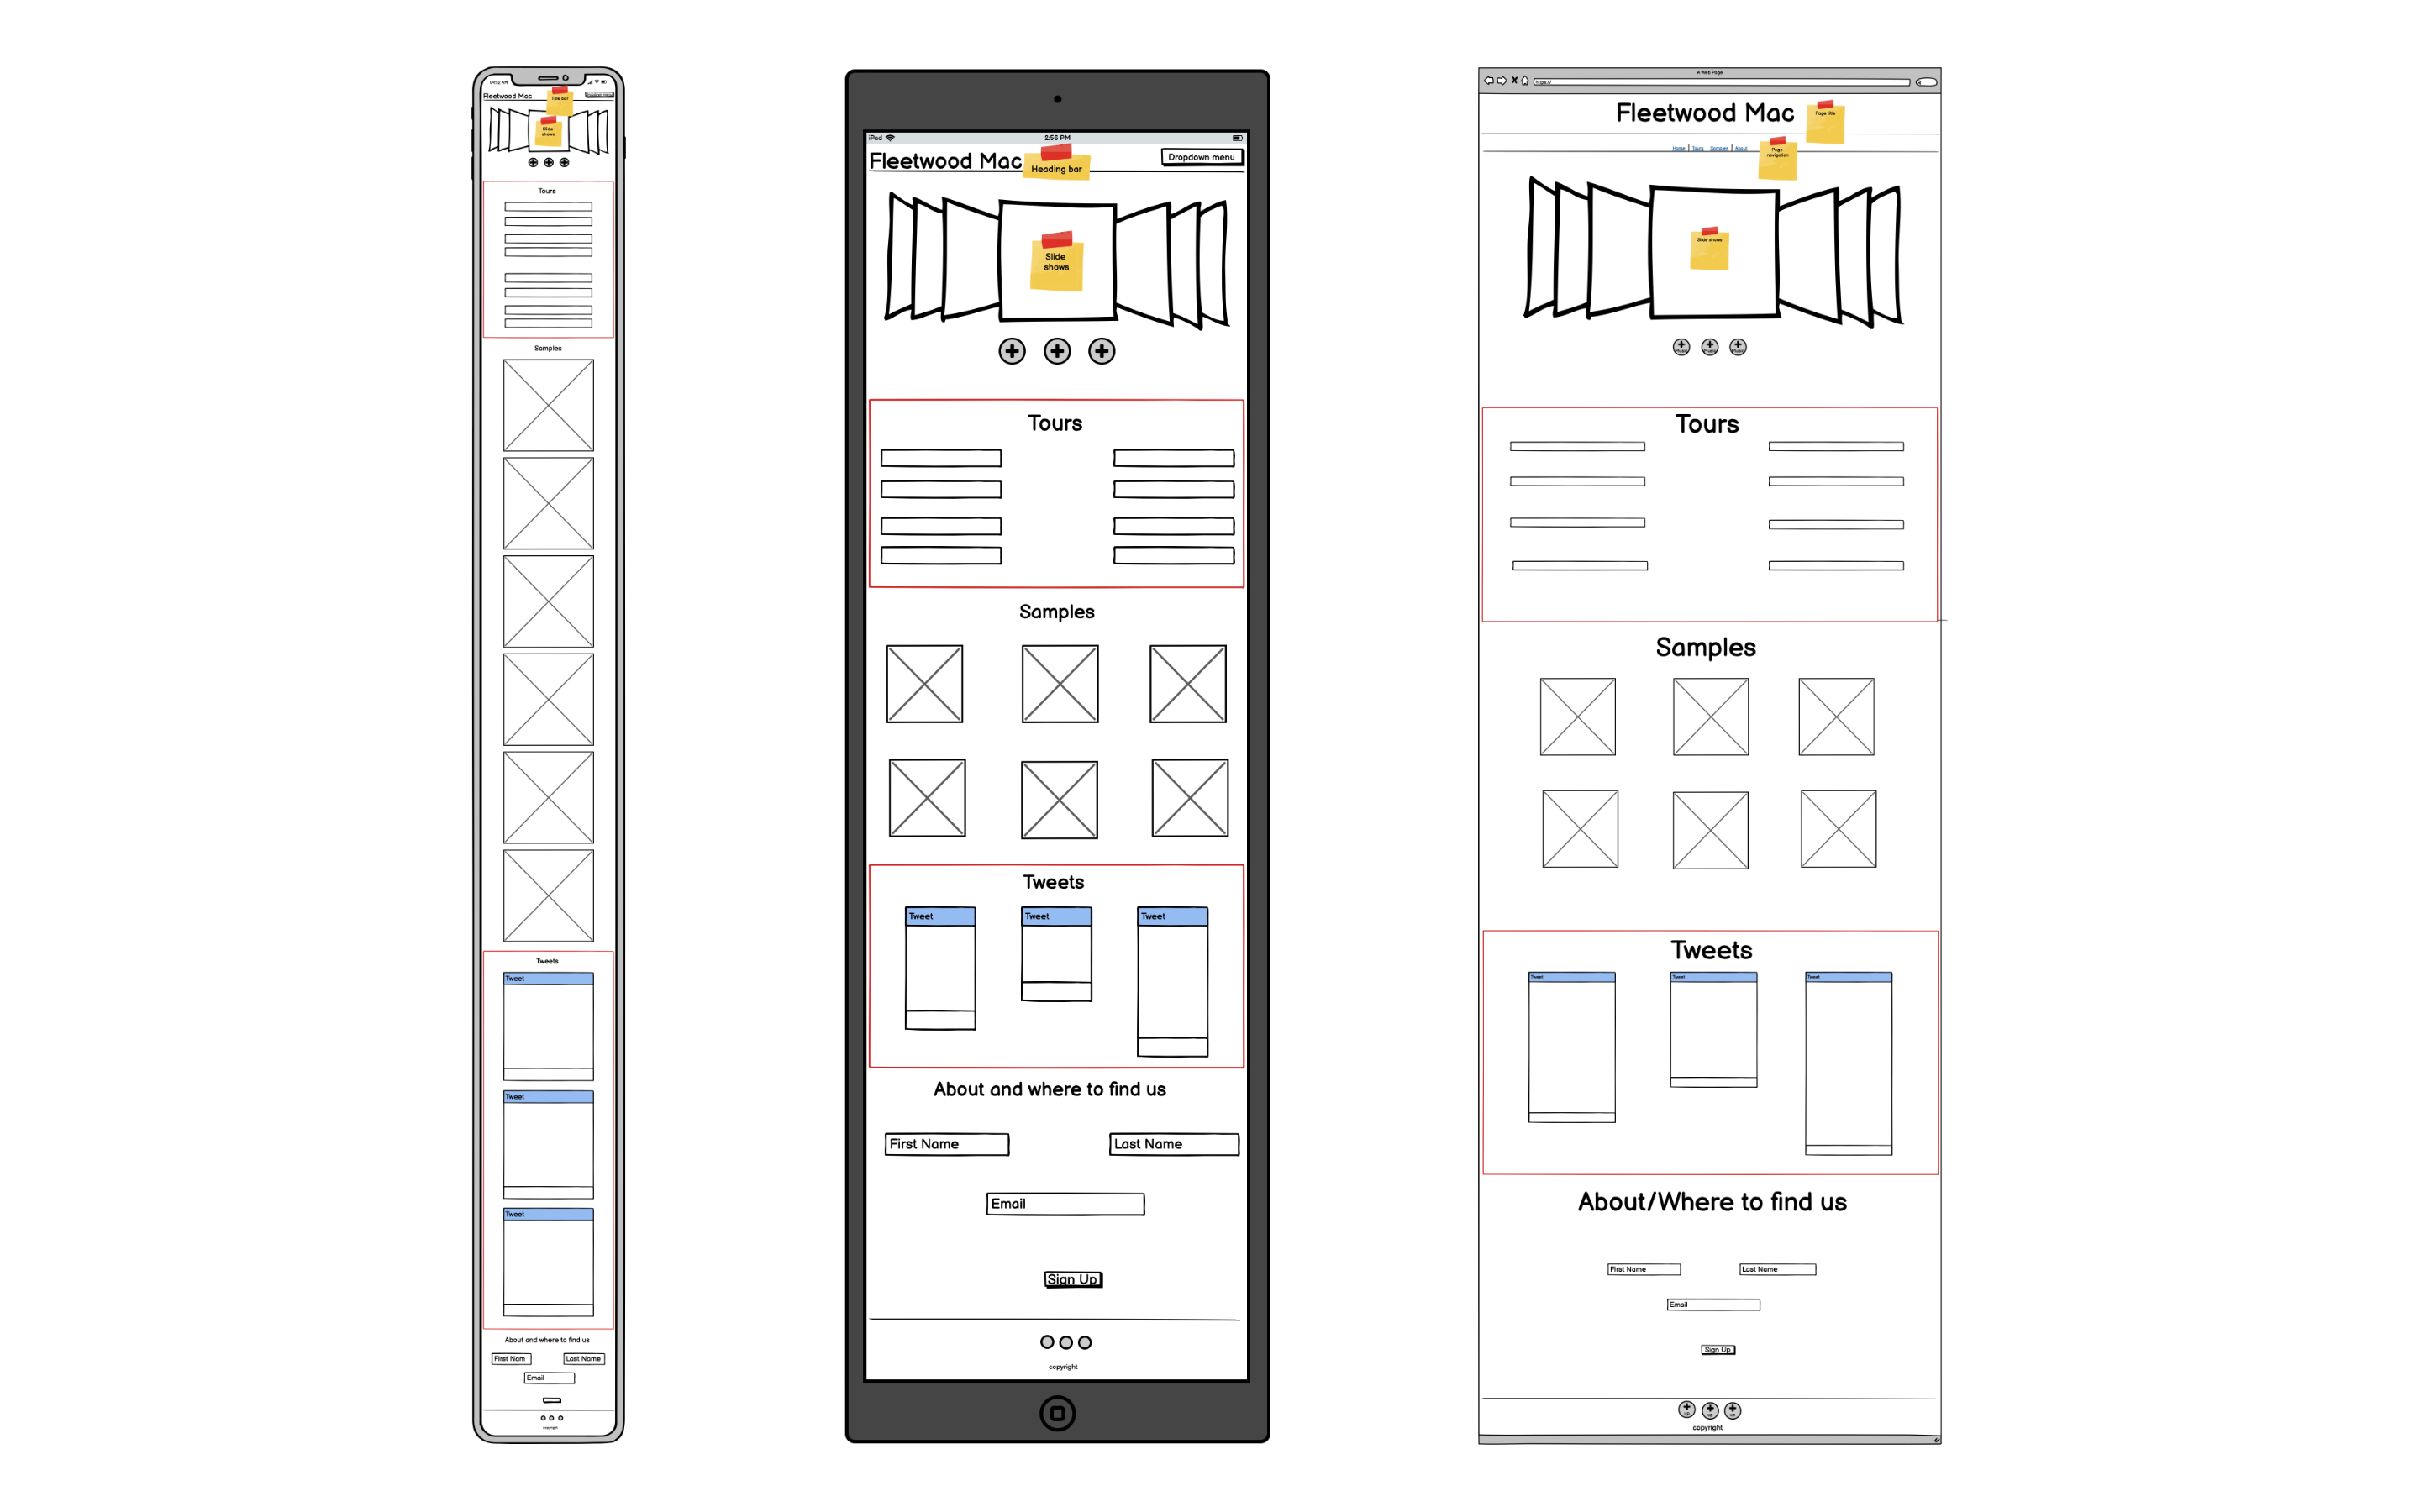 09:52 AM
Fleetwood Mac
Title bar
Dropdown menu
Slide
shows
Tours
Samples
Tweets
Tweet
Tweet
Tweet
About and where to find us
First Nam
Last Name
Email
copyright
iPad
2:56 PM
Fleetwood Mac
Heading bar
Dropdown menu
Slide
shows
Tours
Samples
Tweets
Tweet
Tweet
Tweet
About and where to find us
First Name
Last Name
Email
Sign Up
copyright
A Web Page
https://
Fleetwood Mac
Page title
Home | Tours | Samples | About
Page
navigation
Slide shows
Tours
Samples
Tweets
Tweet
Tweet
Tweet
About/Where to find us
First Name
Last Name
Email
Sign Up
copyright